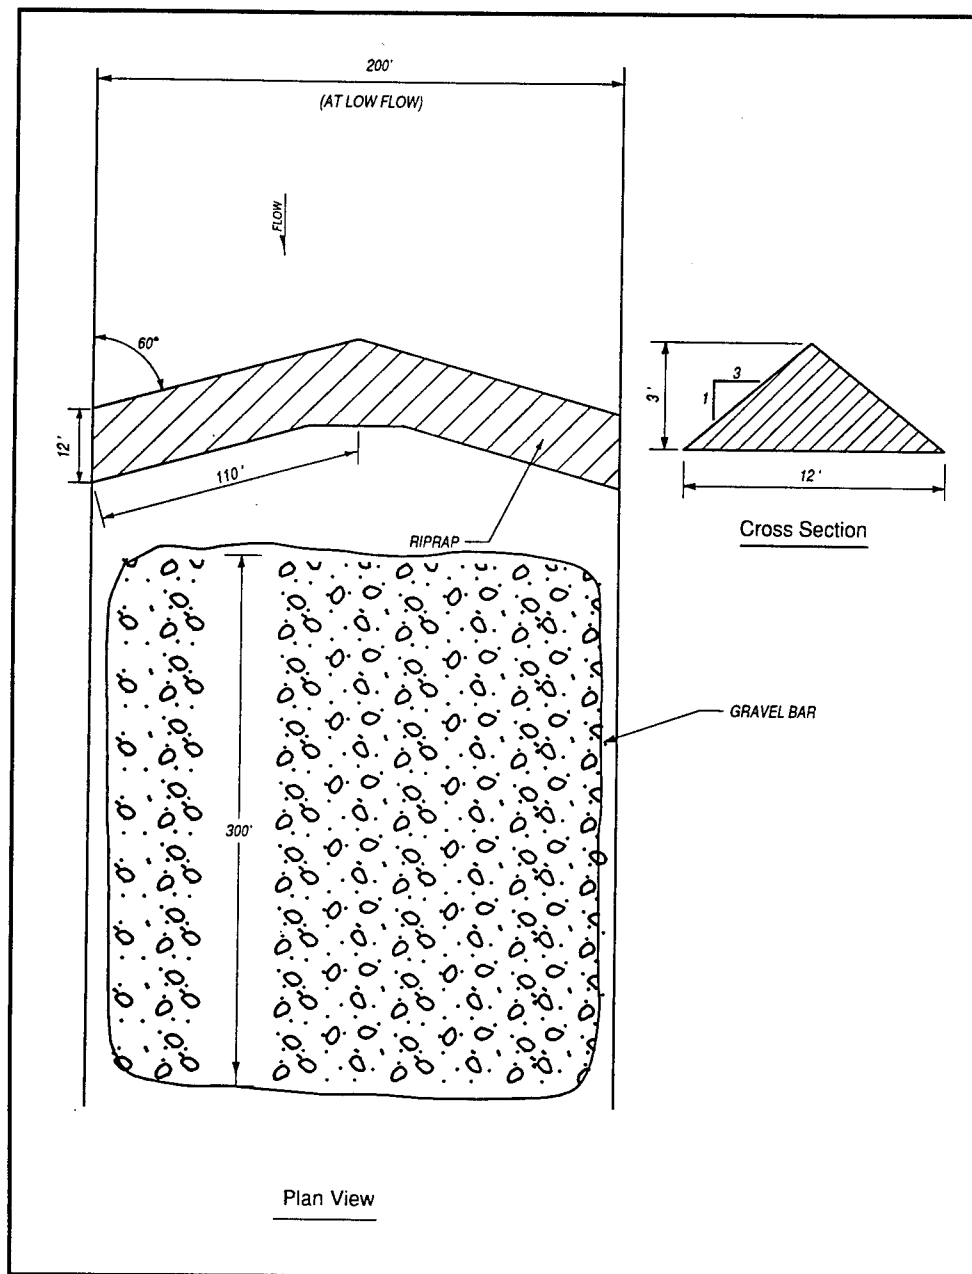 200'
(AT LOW FLOW)
FLOW
60°
3
1
3'
12'
12'
110'
Cross Section
RIPRAP
GRAVEL BAR
300'
Plan View